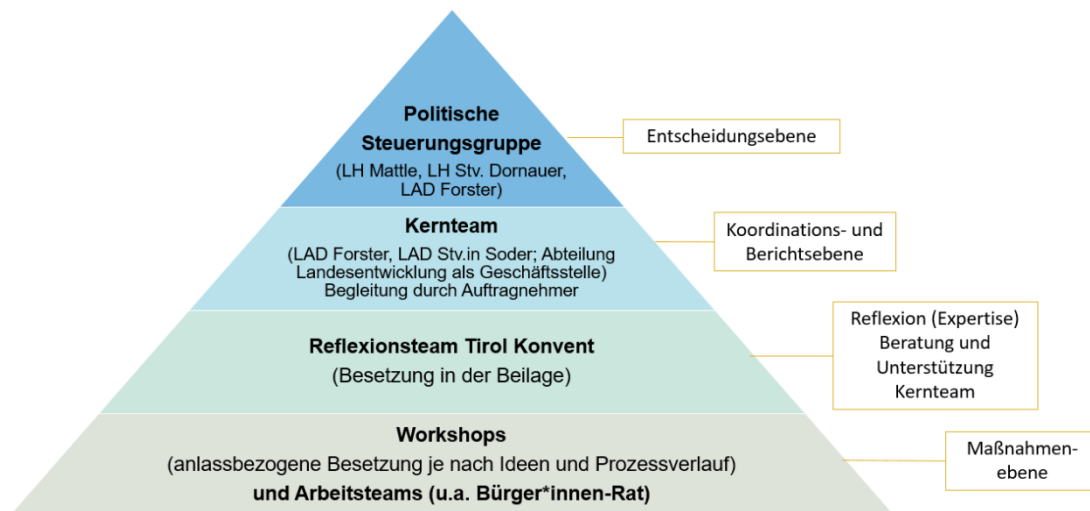 Politische
Steuerungsgruppe
(LH Mattle, LH Stv. Dornauer,
LAD Forster)
Entscheidungsebene
Kernteam
(LAD Forster, LAD Stv.in Soder; Abteilung
Landesentwicklung als Geschäftsstelle)
Begleitung durch Auftragnehmer
Koordinations- und
Berichtsebene
Reflexionsteam Tirol Konvent
(Besetzung in der Beilage)
Reflexion (Expertise)
Beratung und
Unterstützung
Kernteam
Workshops
(anlassbezogene Besetzung je nach Ideen und Prozessverlauf)
und Arbeitsteams (u.a. Bürger*innen-Rat)
Maßnahmen-
ebene